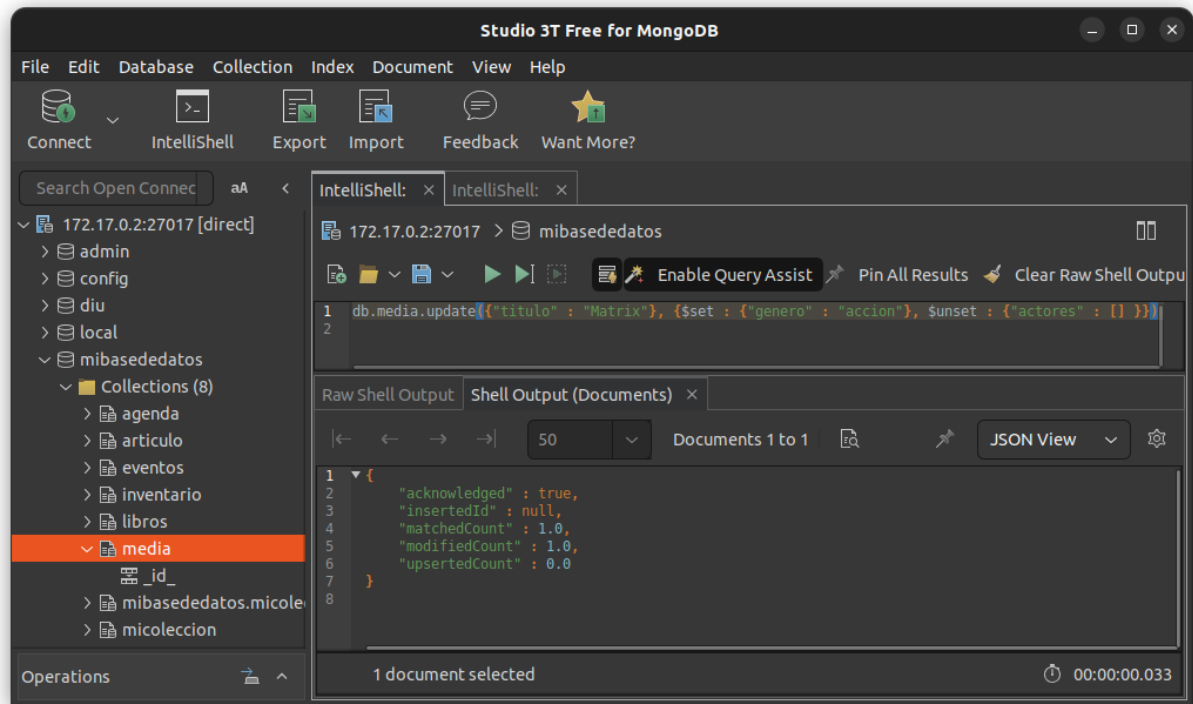 Studio 3T Free for MongoDB
File Edit Database Collection Index Document View Help
Connect IntelliShell Export Import Feedback Want More?
Search Open Connec aA
IntelliShell: IntelliShell:
172.17.0.2:27017 [direct]
admin
config
diu
local
mibasededatos
Collections (8)
agenda
articulo
eventos
inventario
libros
media
_id_
mibasededatos.micole
micoleccion
Operations
172.17.0.2:27017 > mibasededatos
Enable Query Assist Pin All Results Clear Raw Shell Outpu
1 db.media.update({"titulo" : "Matrix"}, {$set : {"genero" : "accion"}, $unset : {"actores" : [] }})
2
Raw Shell Output Shell Output (Documents)
50 Documents 1 to 1 JSON View
1 {
2 "acknowledged" : true,
3 "insertedId" : null,
4 "matchedCount" : 1.0,
5 "modifiedCount" : 1.0,
6 "upsertedCount" : 0.0
7 }
8
1 document selected 00:00:00.033